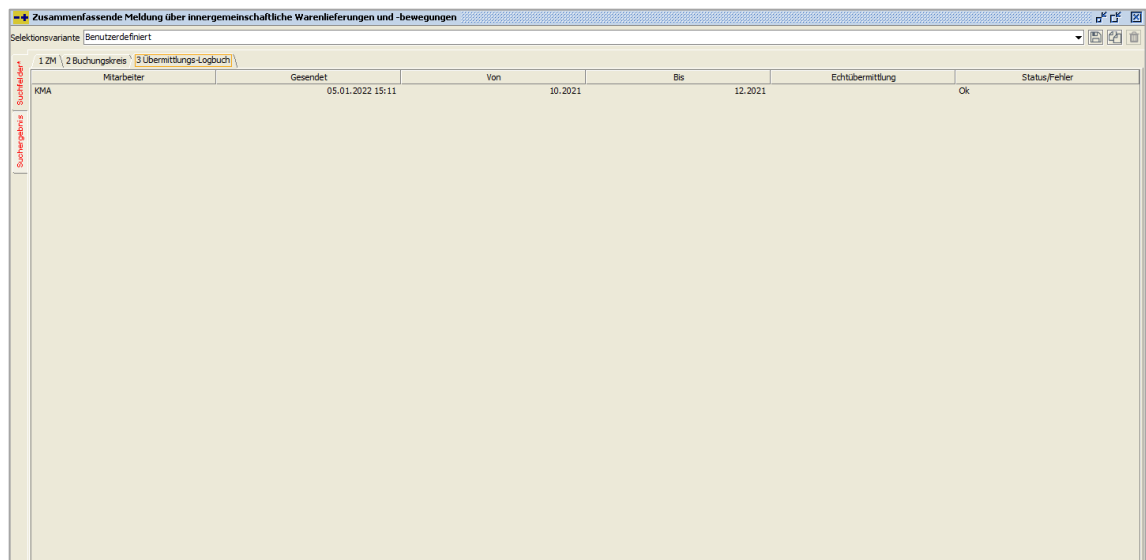 Zusammenfassende Meldung über innergemeinschaftliche Warenlieferungen und -bewegungen
Selektionsvariante Benutzerdefiniert
1 ZM 2 Buchungskreis 3 Übermittlungs-Logbuch
Suchfelder*
Suchergebnis
Mitarbeiter Gesendet Von Bis Echtübermittlung Status/Fehler
KMA 05.01.2022 15:11 10.2021 12.2021 Ok